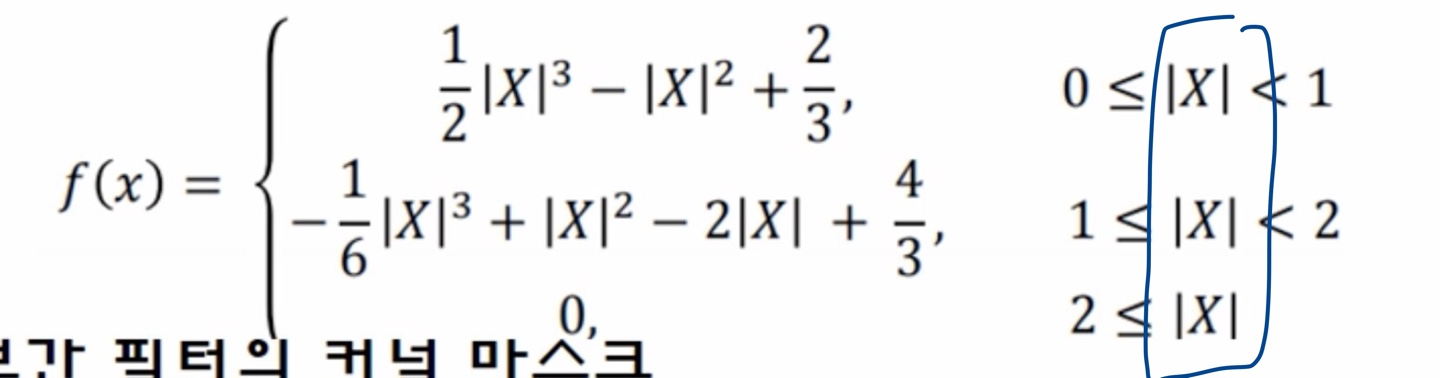 1/2|X|³ − |X|² + 2/3, 0 ≤ |X| < 1
f(x) = { −1/6|X|³ + |X|² − 2|X| + 4/3, 1 ≤ |X| < 2
0, 2 ≤ |X|
필터의 커널 마스크